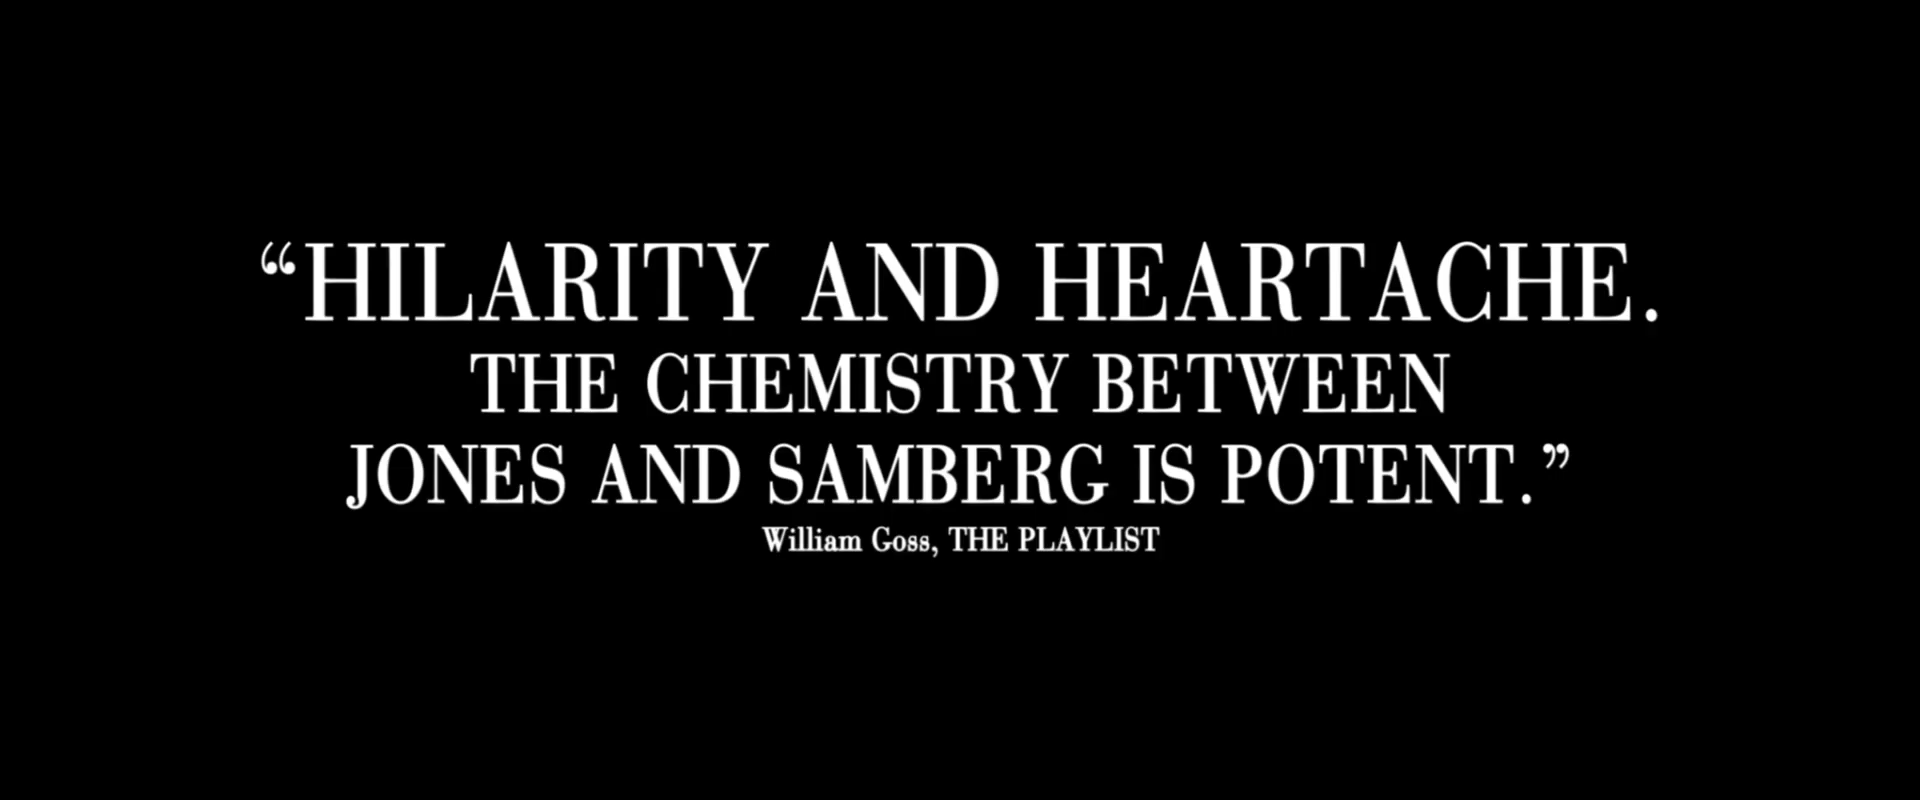 “HILARITY AND HEARTACHE.
THE CHEMISTRY BETWEEN
JONES AND SAMBERG IS POTENT.”
William Goss, THE PLAYLIST